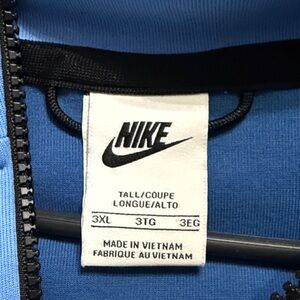 NIKE
TALL/COUPE
LONGUE/ALTO
3XL 3TG 3EG
MADE IN VIETNAM
FABRIQUE AU VIETNAM